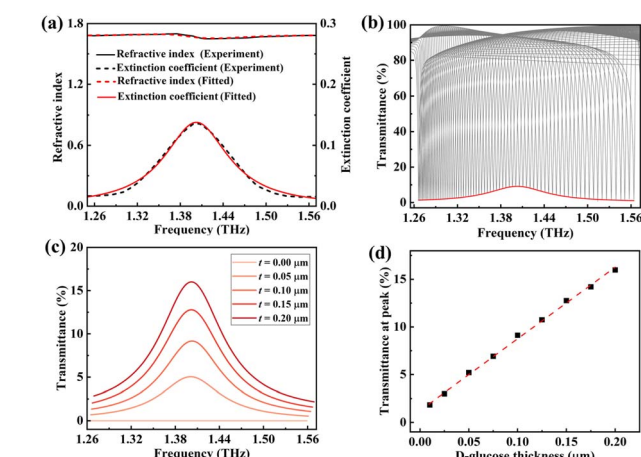 (a)
1.8
1.2
0.6
0.0
Refractive index
0.3
0.2
0.1
0.0
Extinction coefficient
Refractive index (Experiment)
Extinction coefficient (Experiment)
Refractive index (Fitted)
Extinction coefficient (Fitted)
1.26 1.32 1.38 1.44 1.50 1.56
Frequency (THz)
(b)
100
80
60
40
20
0
Transmittance (%)
1.26 1.32 1.38 1.44 1.50 1.56
Frequency (THz)
(c)
20
15
10
5
0
Transmittance (%)
t = 0.00 μm
t = 0.05 μm
t = 0.10 μm
t = 0.15 μm
t = 0.20 μm
1.26 1.32 1.38 1.44 1.50 1.56
Frequency (THz)
(d)
15
10
5
0
Transmittance at peak (%)
0.00 0.05 0.10 0.15 0.20
D-glucose thickness (μm)